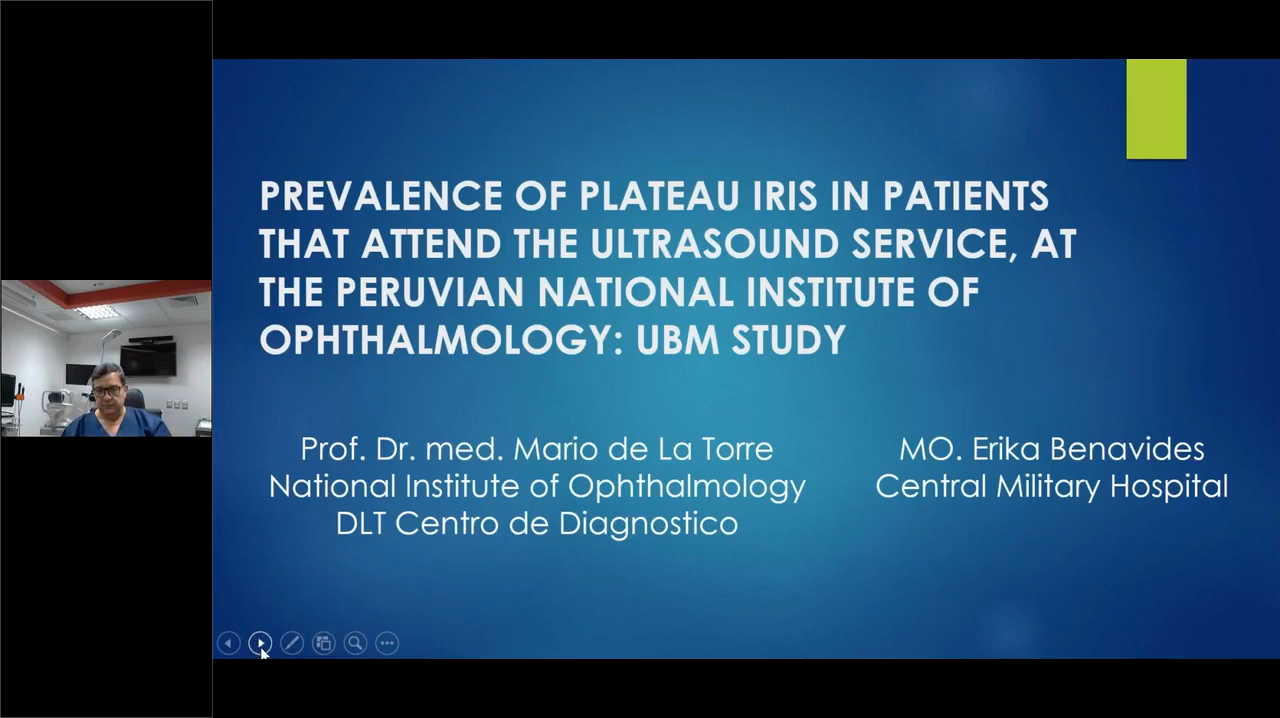 PREVALENCE OF PLATEAU IRIS IN PATIENTS
THAT ATTEND THE ULTRASOUND SERVICE, AT
THE PERUVIAN NATIONAL INSTITUTE OF
OPHTHALMOLOGY: UBM STUDY
Prof. Dr. med. Mario de La Torre
National Institute of Ophthalmology
DLT Centro de Diagnostico
MO. Erika Benavides
Central Military Hospital